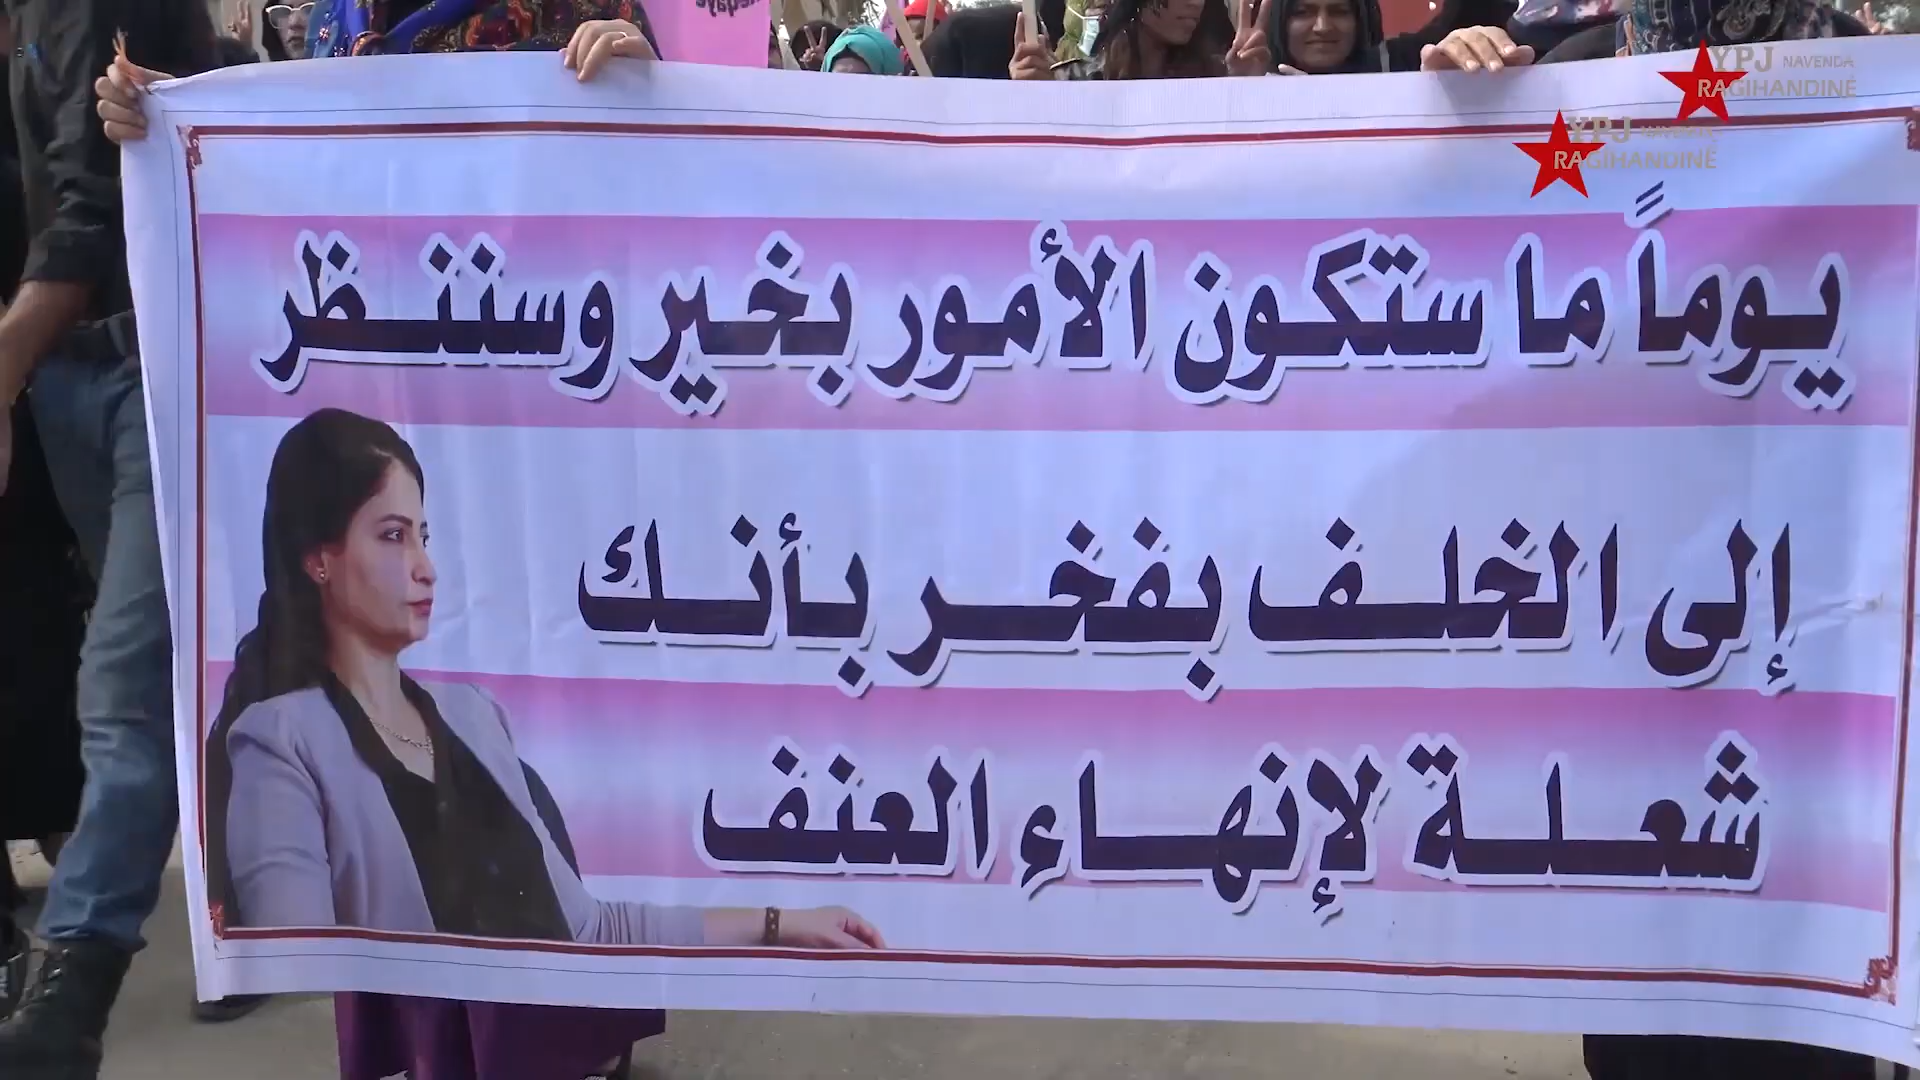 YPJ NAVENDA
RAGIHANDINÊ
YPJ
RAGIHANDINÊ
يوماً ما ستكون الأمور بخير وسننظر
إلى الخلف بفخر بأنك
شعلة لإنهاء العنف